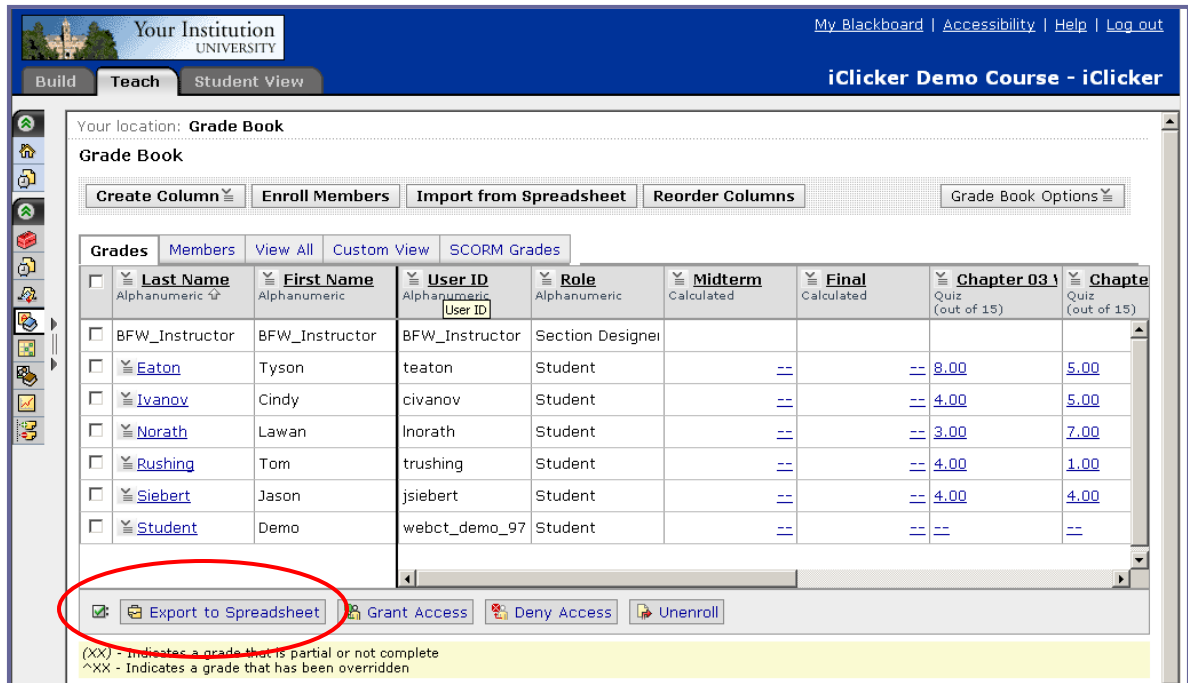 Your Institution
UNIVERSITY
My Blackboard | Accessibility | Help | Log out
Build Teach Student View
iClicker Demo Course - iClicker
Your location: Grade Book
Grade Book
Create Column Enroll Members Import from Spreadsheet Reorder Columns Grade Book Options
Grades Members View All Custom View SCORM Grades
Last Name First Name User ID Role Midterm Final Chapter 03 Chapte
Alphanumeric Alphanumeric Alphanumeric Alphanumeric Calculated Calculated Quiz Quiz
(out of 15) (out of 15)
User ID
BFW_Instructor BFW_Instructor BFW_Instructor Section Designer
Eaton Tyson teaton Student -- -- 8.00 5.00
Ivanov Cindy civanov Student -- -- 4.00 5.00
Norath Lawan lnorath Student -- -- 3.00 7.00
Rushing Tom trushing Student -- -- 4.00 1.00
Siebert Jason jsiebert Student -- -- 4.00 4.00
Student Demo webct_demo_97 Student -- -- -- --
Export to Spreadsheet Grant Access Deny Access Unenroll
(XX) - Indicates a grade that is partial or not complete
^XX - Indicates a grade that has been overridden